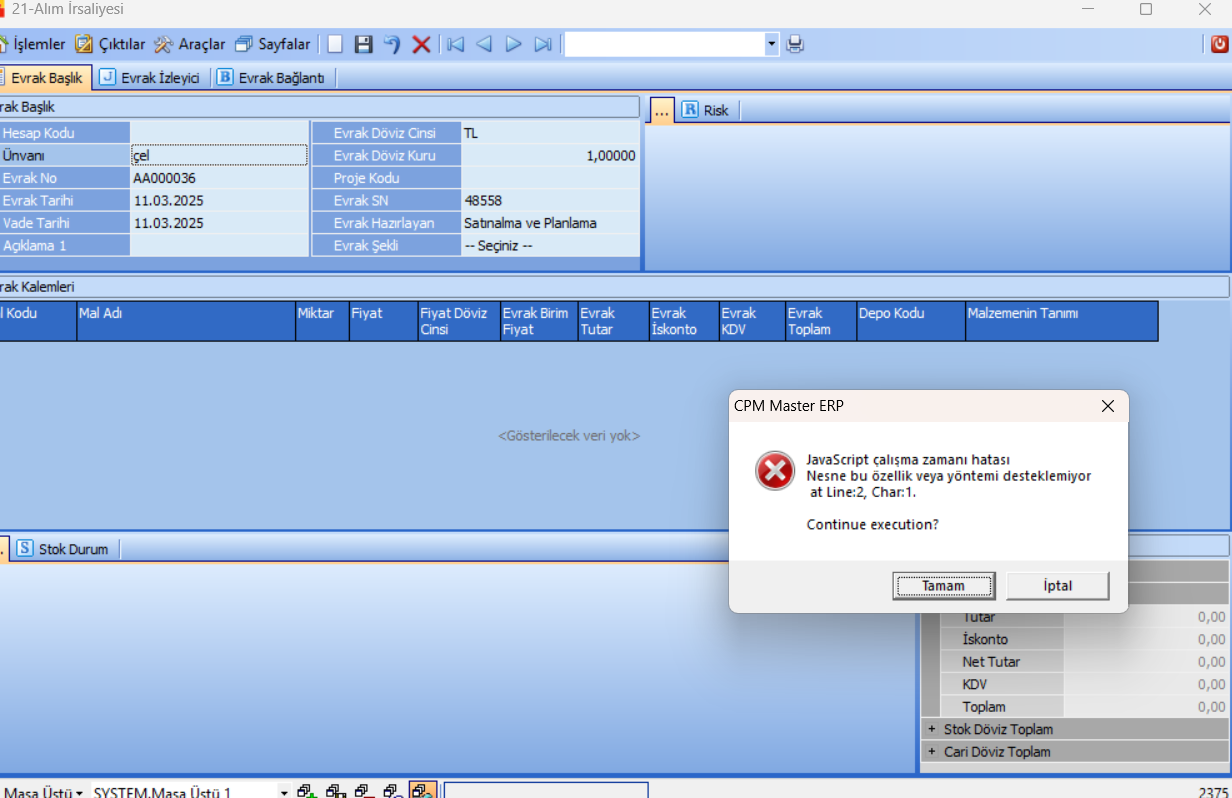 21-Alım İrsaliyesi
İşlemler Çıktılar Araçlar Sayfalar
Evrak Başlık J Evrak İzleyici B Evrak Bağlantı
rak Başlık
... R Risk
Hesap Kodu Evrak Döviz Cinsi TL
Ünvanı çel Evrak Döviz Kuru 1,00000
Evrak No AA000036 Proje Kodu
Evrak Tarihi 11.03.2025 Evrak SN 48558
Vade Tarihi 11.03.2025 Evrak Hazırlayan Satınalma ve Planlama
Açıklama 1 Evrak Şekli -- Seçiniz --
rak Kalemleri
l Kodu Mal Adı Miktar Fiyat Fiyat Döviz Cinsi Evrak Birim Fiyat Evrak Tutar Evrak İskonto Evrak KDV Evrak Toplam Depo Kodu Malzemenin Tanımı
<Gösterilecek veri yok>
CPM Master ERP
JavaScript çalışma zamanı hatası
Nesne bu özellik veya yöntemi desteklemiyor
at Line:2, Char:1.
Continue execution?
Tamam İptal
. S Stok Durum
Tutar 0,00
İskonto 0,00
Net Tutar 0,00
KDV 0,00
Toplam 0,00
+ Stok Döviz Toplam
+ Cari Döviz Toplam
Masa Üstü SYSTEM.Masa Üstü 1 2375